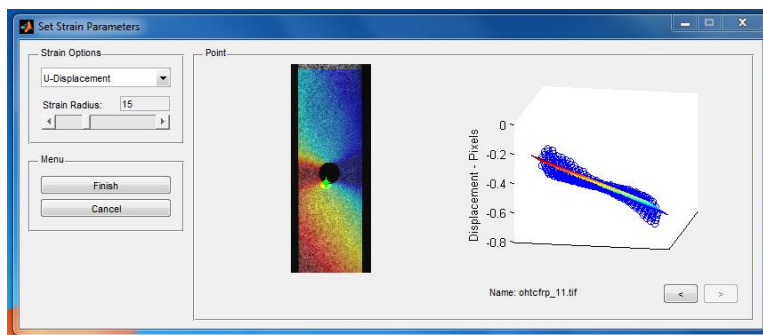 Set Strain Parameters
Strain Options
U-Displacement
Strain Radius: 15
Menu
Finish
Cancel
Point
Displacement - Pixels
0
-0.2
-0.4
-0.6
-0.8
Name: ohtcfrp_11.tif
< >